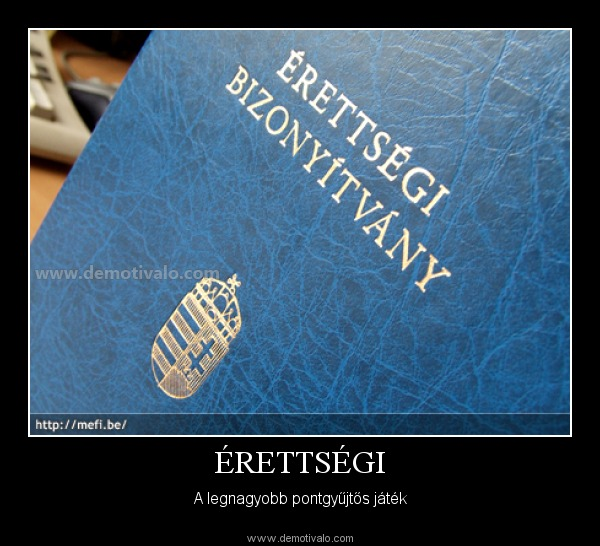 ÉRETTSÉGI
BIZONYÍTVÁNY
www.demotivalo.com
http://mefi.be/
ÉRETTSÉGI
A legnagyobb pontgyűjtős játék
www.demotivalo.com